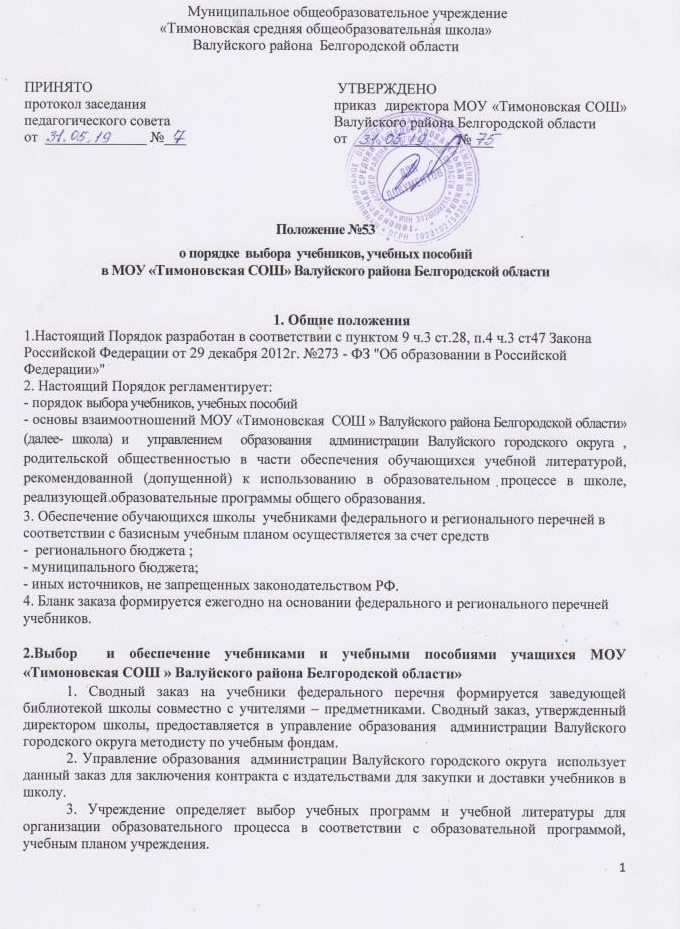 Муниципальное общеобразовательное учреждение
«Тимоновская средняя общеобразовательная школа»
Валуйского района  Белгородской области
ПРИНЯТО
протокол заседания
педагогического совета
от 31.05.19 № 7
УТВЕРЖДЕНО
приказ директора МОУ «Тимоновская СОШ»
Валуйского района Белгородской области
от 31.05.19 № 75
ДЛЯ ДОКУМЕНТОВ
Положение №53
о порядке выбора учебников, учебных пособий
в МОУ «Тимоновская СОШ» Валуйского района Белгородской области
1. Общие положения
1.Настоящий Порядок разработан в соответствии с пунктом 9 ч.3 ст.28, п.4 ч.3 ст47 Закона
Российской Федерации от 29 декабря 2012г. №273 - ФЗ "Об образовании в Российской
Федерации»"
2. Настоящий Порядок регламентирует:
- порядок выбора учебников, учебных пособий
- основы взаимоотношений МОУ «Тимоновская СОШ » Валуйского района Белгородской области»
(далее- школа) и управлением образования администрации Валуйского городского округа ,
родительской общественностью в части обеспечения обучающихся учебной литературой,
рекомендованной (допущенной) к использованию в образовательном процессе в школе,
реализующей.образовательные программы общего образования.
3. Обеспечение обучающихся школы учебниками федерального и регионального перечней в
соответствии с базисным учебным планом осуществляется за счет средств
- регионального бюджета ;
- муниципального бюджета;
- иных источников, не запрещенных законодательством РФ.
4. Бланк заказа формируется ежегодно на основании федерального и регионального перечней
учебников.
2.Выбор и обеспечение учебниками и учебными пособиями учащихся МОУ
«Тимоновская СОШ » Валуйского района Белгородской области»
1. Сводный заказ на учебники федерального перечня формируется заведующей
библиотекой школы совместно с учителями – предметниками. Сводный заказ, утвержденный
директором школы, предоставляется в управление образования администрации Валуйского
городского округа методисту по учебным фондам.
2. Управление образования администрации Валуйского городского округа использует
данный заказ для заключения контракта с издательствами для закупки и доставки учебников в
школу.
3. Учреждение определяет выбор учебных программ и учебной литературы для
организации образовательного процесса в соответствии с образовательной программой,
учебным планом учреждения.
1